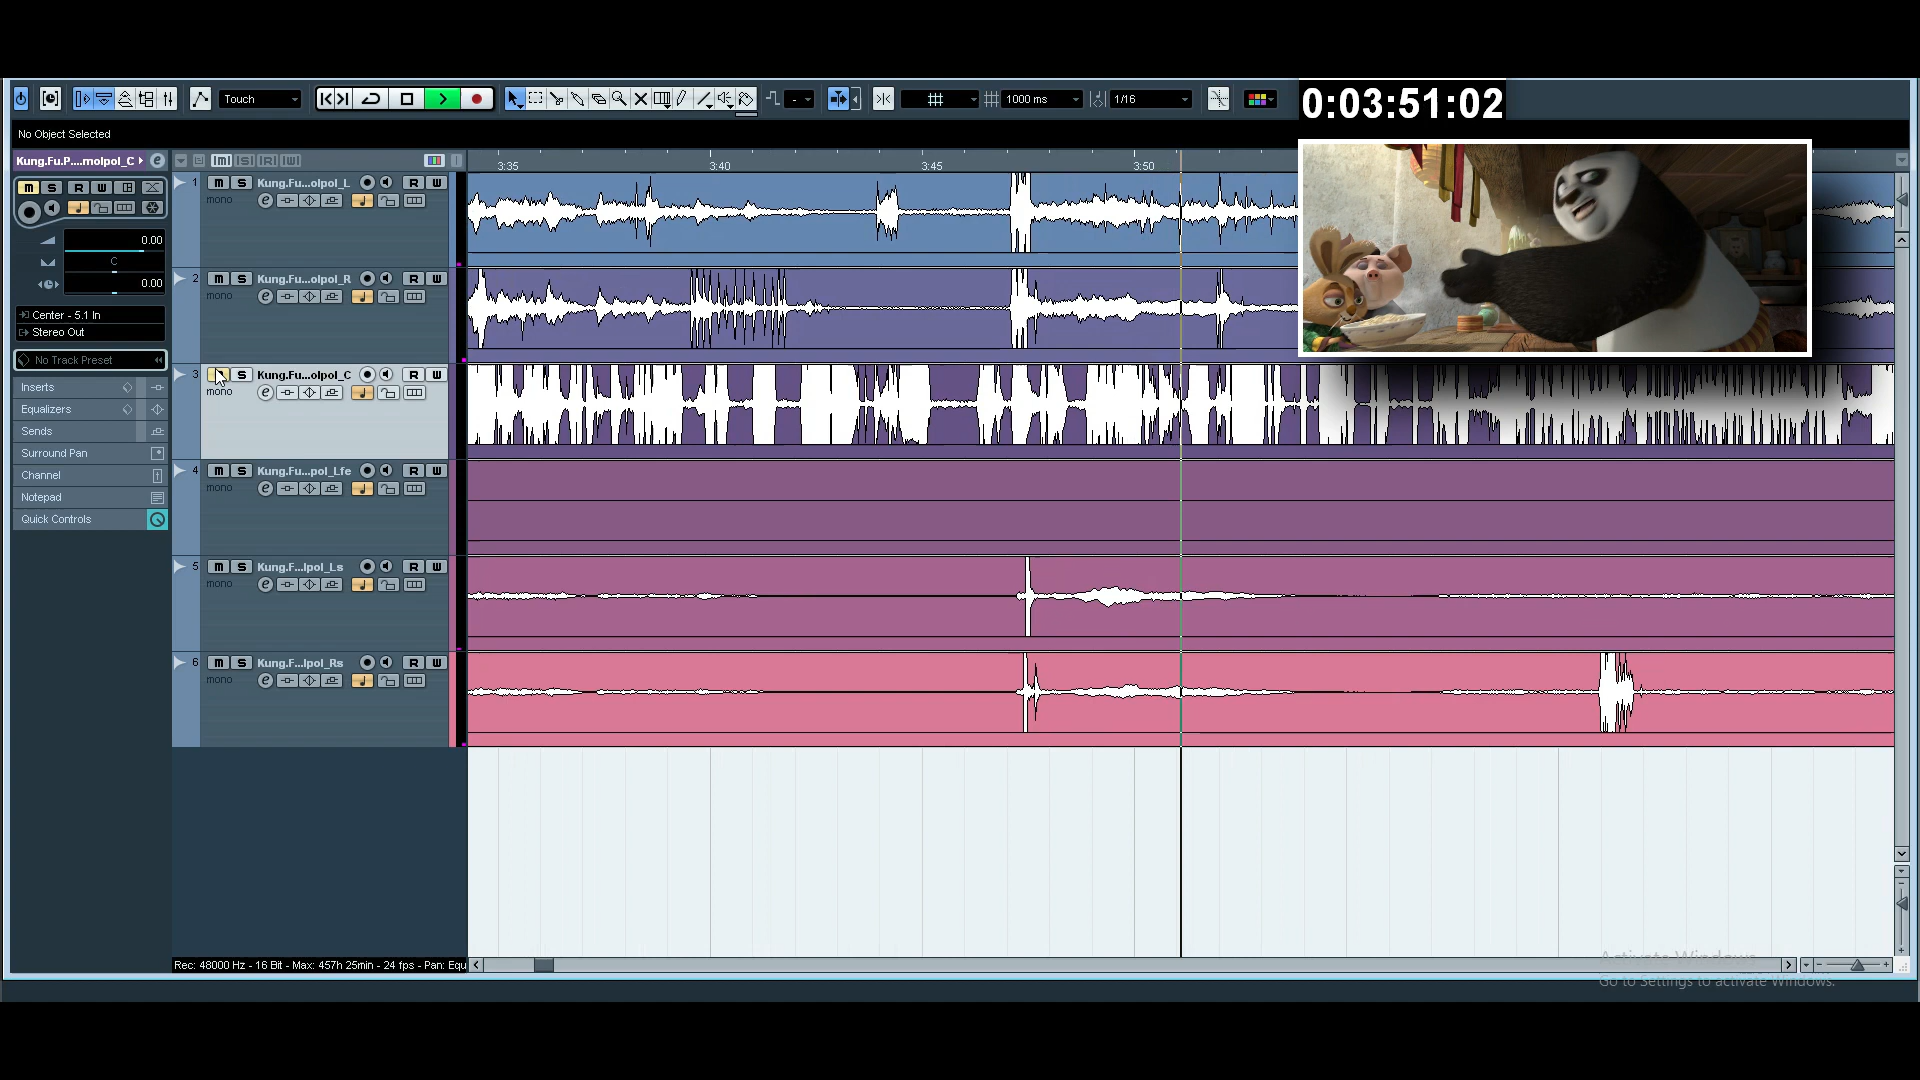 Touch
1000 ms
1/16
0:03:51:02
No Object Selected
Kung.Fu.P....molpol_C
3:35
3:40
3:45
3:50
m S R W
0.00
C
0.00
Center - 5.1 In
Stereo Out
No Track Preset
Inserts
Equalizers
Sends
Surround Pan
Channel
Notepad
Quick Controls
1 m S Kung.Fu...olpol_L R W
mono
2 m S Kung.Fu...olpol_R R W
mono
3 S Kung.Fu...olpol_C R W
mono
4 m S Kung.Fu...pol_Lfe R W
mono
5 m S Kung.F...lpol_Ls R W
mono
6 m S Kung.F...lpol_Rs R W
mono
Rec: 48000 Hz - 16 Bit - Max: 457h 25min - 24 fps - Pan: Equ
Activate Windows
Go to Settings to activate Windows.